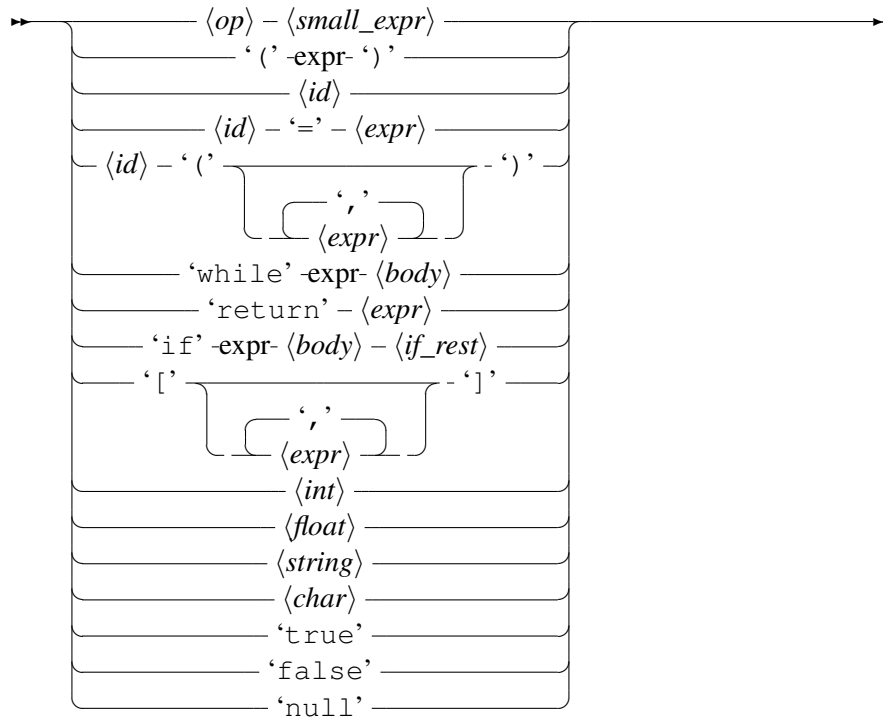 ⟨op⟩ ⟨small_expr⟩
‘(’ expr ‘)’
⟨id⟩
⟨id⟩ ‘=’ ⟨expr⟩
⟨id⟩ ‘(’ ‘)’
‘,’
⟨expr⟩
‘while’ expr ⟨body⟩
‘return’ ⟨expr⟩
‘if’ expr ⟨body⟩ ⟨if_rest⟩
‘[’ ‘]’
‘,’
⟨expr⟩
⟨int⟩
⟨float⟩
⟨string⟩
⟨char⟩
‘true’
‘false’
‘null’